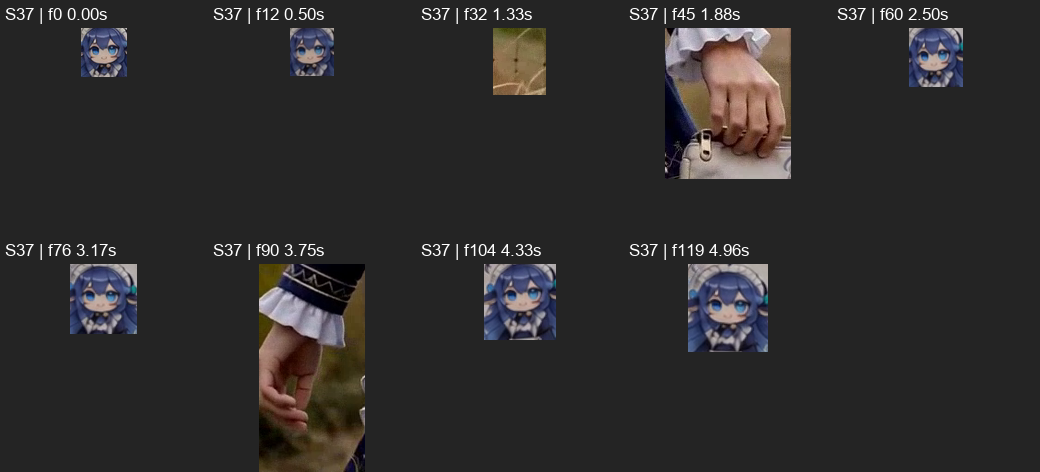 S37 | f0 0.00s
S37 | f12 0.50s
S37 | f32 1.33s
S37 | f45 1.88s
S37 | f60 2.50s
S37 | f76 3.17s
S37 | f90 3.75s
S37 | f104 4.33s
S37 | f119 4.96s